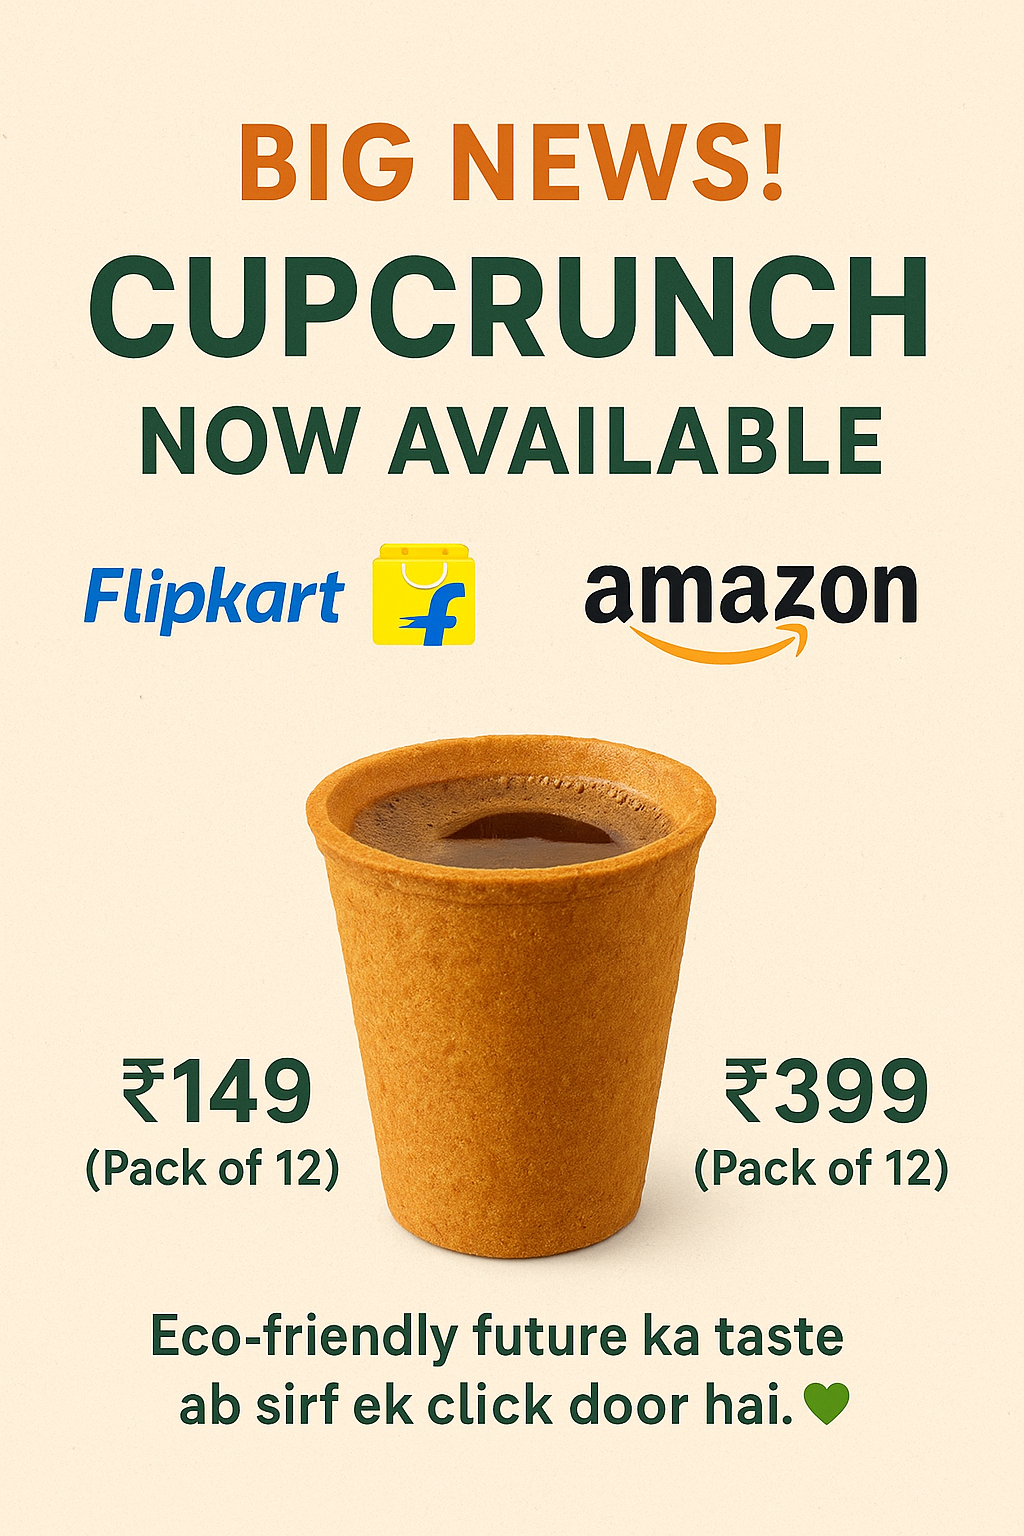 BIG NEWS!
CUPCRUNCH
NOW AVAILABLE
Flipkart f
amazon
₹149
(Pack of 12)
₹399
(Pack of 12)
Eco-friendly future ka taste
ab sirf ek click door hai.💚